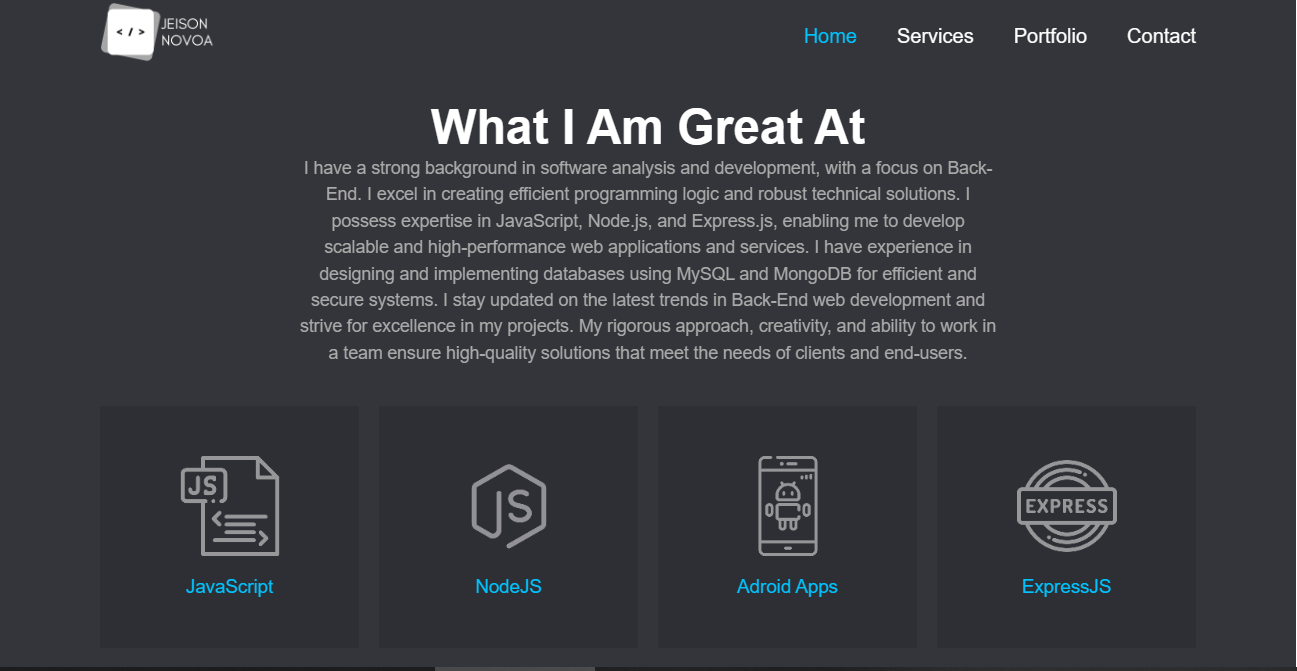 </>
JEISON
NOVOA
Home Services Portfolio Contact
What I Am Great At
I have a strong background in software analysis and development, with a focus on Back-
End. I excel in creating efficient programming logic and robust technical solutions. I
possess expertise in JavaScript, Node.js, and Express.js, enabling me to develop
scalable and high-performance web applications and services. I have experience in
designing and implementing databases using MySQL and MongoDB for efficient and
secure systems. I stay updated on the latest trends in Back-End web development and
strive for excellence in my projects. My rigorous approach, creativity, and ability to work in
a team ensure high-quality solutions that meet the needs of clients and end-users.
JS JS EXPRESS
JavaScript NodeJS Adroid Apps ExpressJS